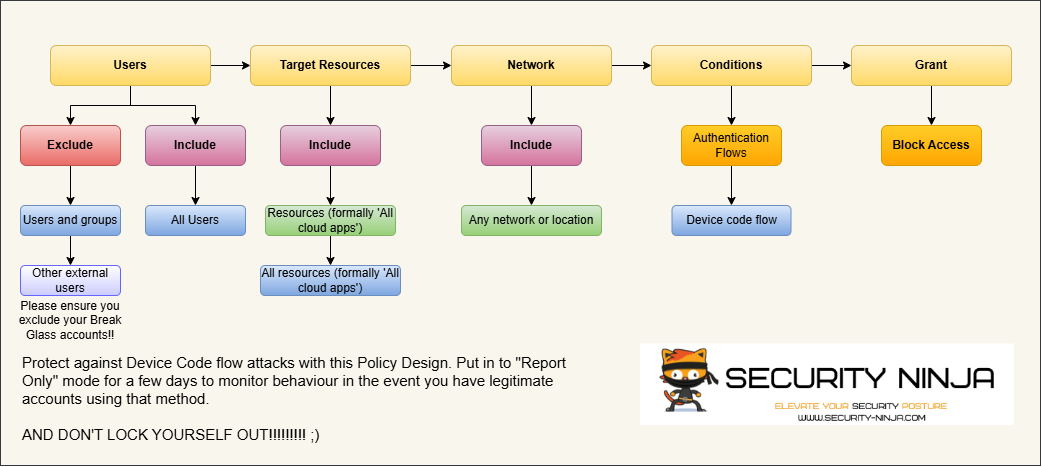 Users
Target Resources
Network
Conditions
Grant
Exclude
Include
Include
Include
Authentication
Flows
Block Access
Users and groups
All Users
Resources (formally 'All
cloud apps')
Any network or location
Device code flow
Other external
users
All resources (formally 'All
cloud apps')
Please ensure you
exclude your Break
Glass accounts!!
Protect against Device Code flow attacks with this Policy Design. Put in to "Report
Only" mode for a few days to monitor behaviour in the event you have legitimate
accounts using that method.
AND DON'T LOCK YOURSELF OUT!!!!!!!!! ;)
SECURITY NINJA
ELEVATE YOUR SECURITY POSTURE
WWW.SECURITY-NINJA.COM